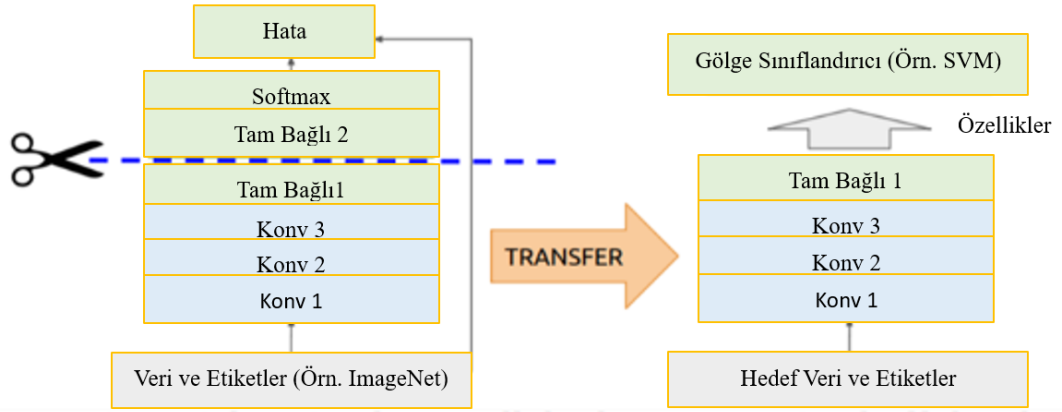 Hata
Softmax
Tam Bağlı 2
Tam Bağlı1
Konv 3
Konv 2
Konv 1
Veri ve Etiketler (Örn. ImageNet)
TRANSFER
Gölge Sınıflandırıcı (Örn. SVM)
Özellikler
Tam Bağlı 1
Konv 3
Konv 2
Konv 1
Hedef Veri ve Etiketler